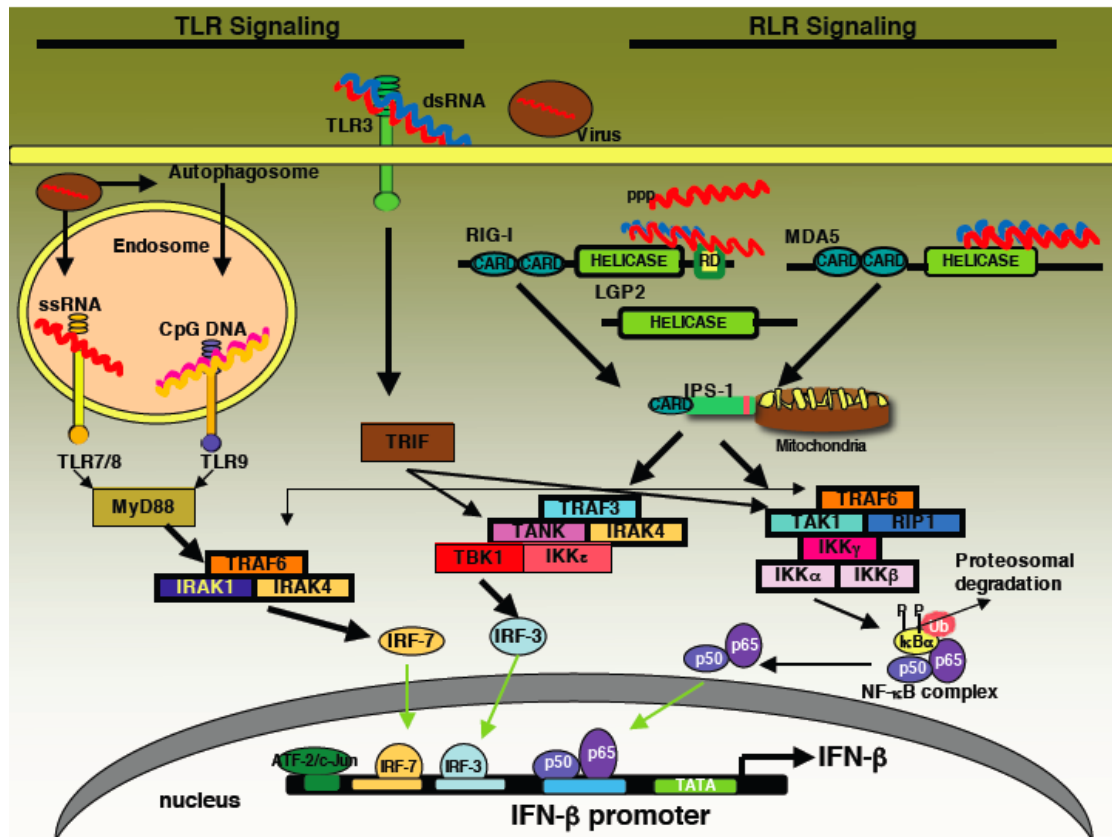 TLR Signaling
RLR Signaling
dsRNA
TLR3
Virus
Autophagosome
Endosome
ssRNA
CpG DNA
TLR7/8
TLR9
MyD88
TRAF6
IRAK1
IRAK4
TRIF
ppp
RIG-I
CARD
CARD
HELICASE
RD
MDA5
CARD
CARD
HELICASE
LGP2
HELICASE
IPS-1
CARD
Mitochondria
TRAF3
TANK
IRAK4
TBK1
IKKε
TRAF6
TAK1
RIP1
IKKγ
IKKα
IKKβ
Proteosomal
degradation
P P
Ub
IκBα
p50
p65
NF-κB complex
IRF-7
IRF-3
p50
p65
ATF-2/c-Jun
IRF-7
IRF-3
p50
p65
TATA
IFN-β
nucleus
IFN-β promoter